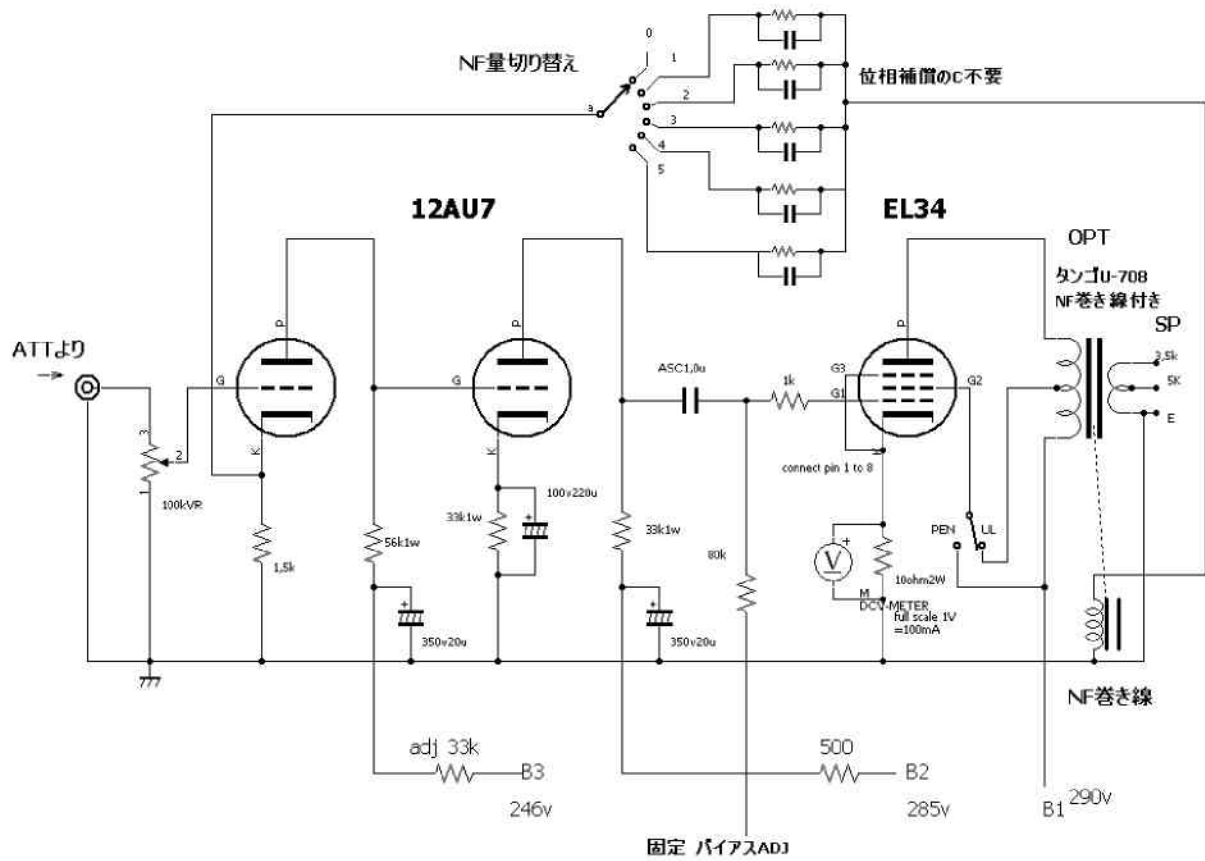 NF量切り替え
0
1
2
3
4
5
a
位相補償のC不要
12AU7
EL34
OPT
タンゴU-708
NF巻き線付き
SP
3,5k
5K
E
ATTより
P
G
K
P
G
K
P
G3
G1
G2
K
ASC1,0u
1k
connect pin 1 to 8
3
2
1
100kVR
1,5k
56k1w
33k1w
100v220u
33k1w
80k
V
+
10ohm2W
M
DCV-METER
full scale 1V
=100mA
PEN
UL
+
350v20u
+
+
350v20u
NF巻き線
adj 33k
B3
246v
500
B2
285v
B1
290v
固定 バイアスADJ